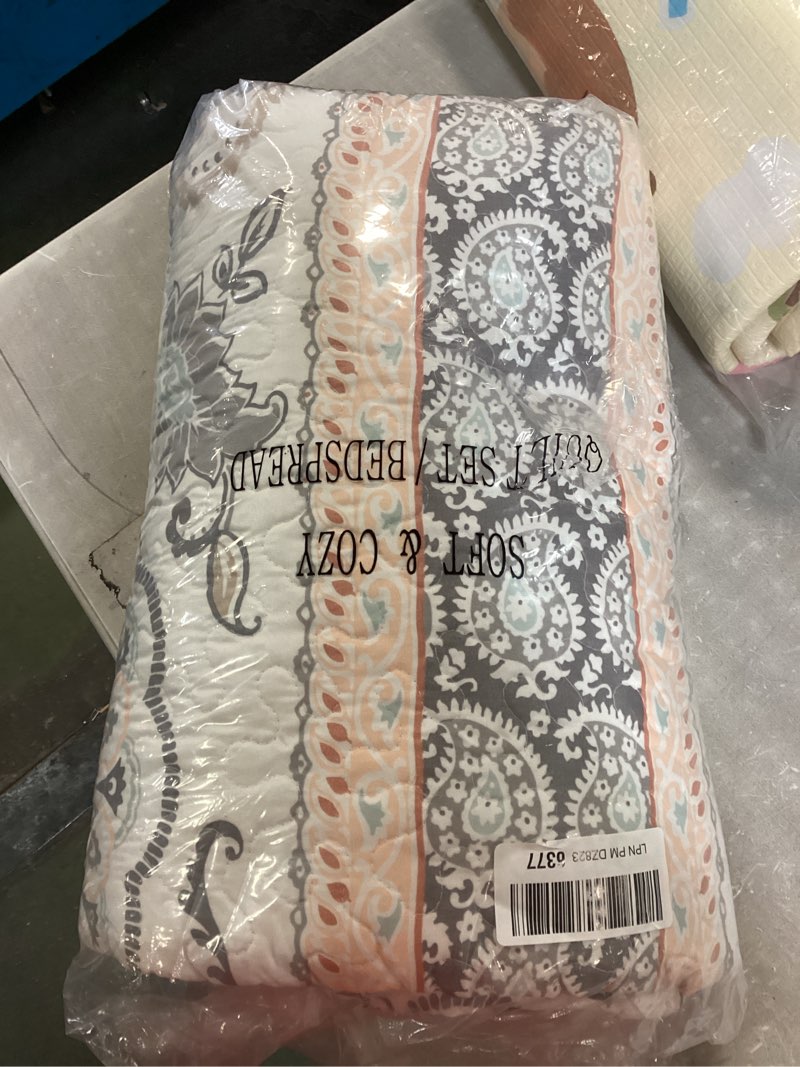 SOFT & COZY
QUILT SET / BEDSPREAD
LPN PM DZ823 6377